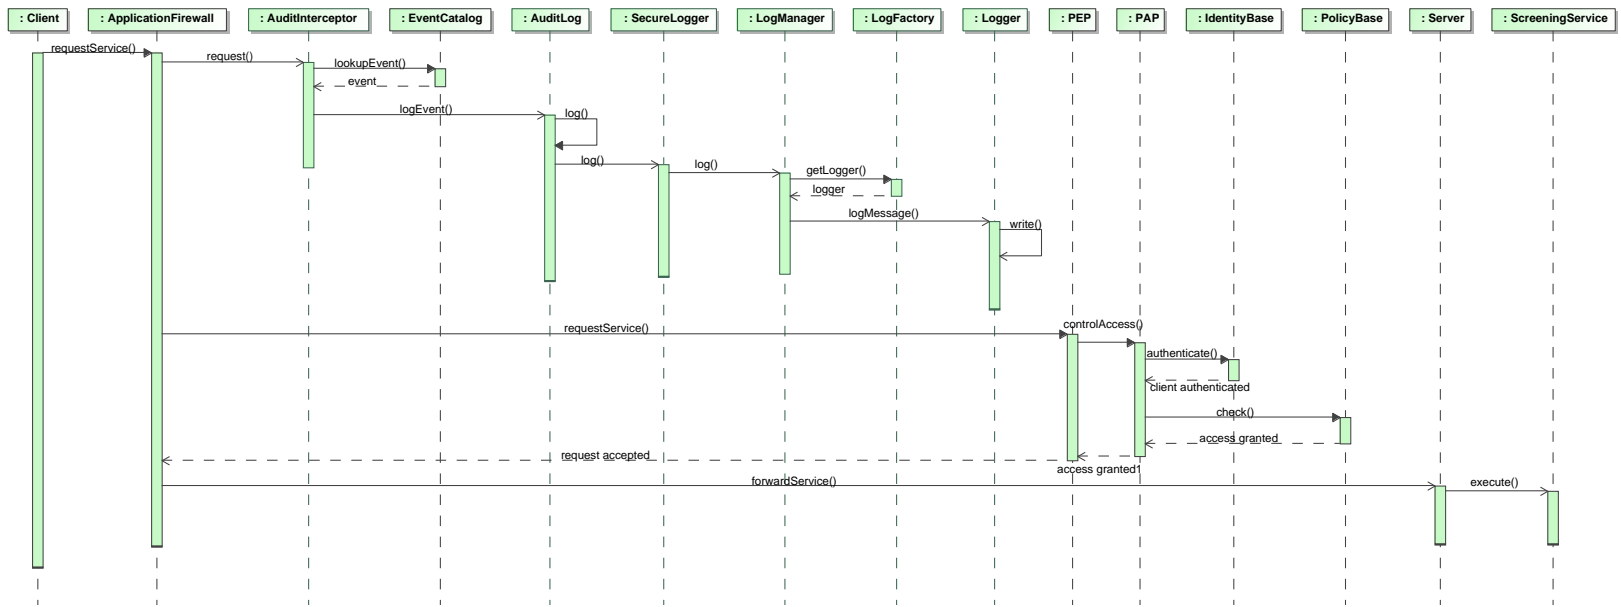 : Client
: ApplicationFirewall
: AuditInterceptor
: EventCatalog
: AuditLog
: SecureLogger
: LogManager
: LogFactory
: Logger
: PEP
: PAP
: IdentityBase
: PolicyBase
: Server
: ScreeningService
requestService()
request()
lookupEvent()
event
logEvent()
log()
log()
log()
getLogger()
logger
logMessage()
write()
requestService()
controlAccess()
authenticate()
client authenticated
check()
access granted
request accepted
access granted1
forwardService()
execute()